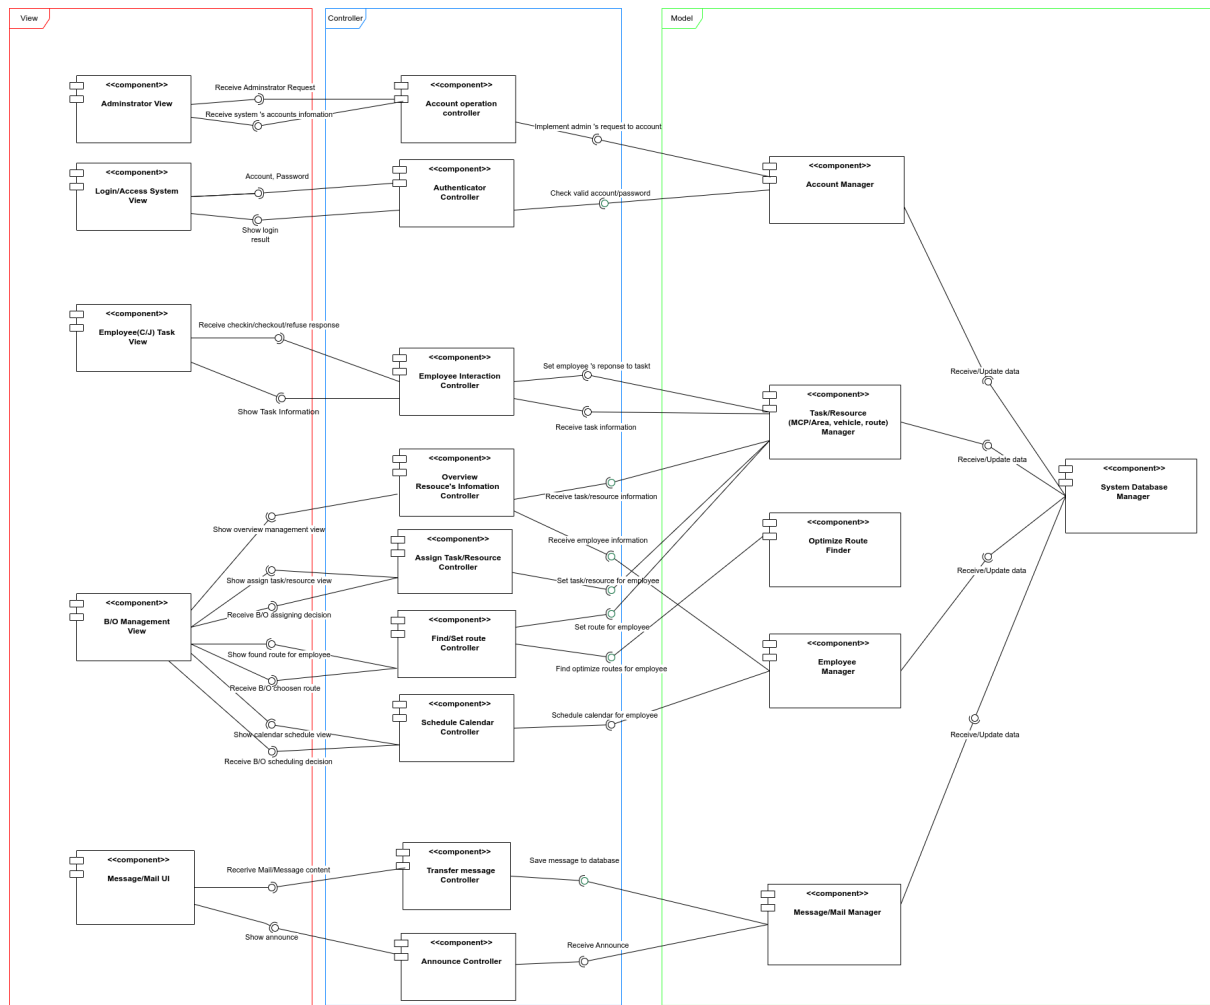 View
Controller
Model
<<component>>
Adminstrator View
Receive Adminstrator Request
Receive system 's accounts infomation
<<component>>
Account operation
controller
Implement admin 's request to account
<<component>>
Login/Access System
View
Account, Password
Show login
result
<<component>>
Authenticator
Controller
Check valid account/password
<<component>>
Account Manager
<<component>>
Employee(C/J) Task
View
Receive checkin/checkout/refuse response
Show Task Information
<<component>>
Employee Interaction
Controller
Set employee 's reponse to taskt
Receive task information
<<component>>
Task/Resource
(MCP/Area, vehicle, route)
Manager
Receive/Update data
Receive/Update data
<<component>>
System Database
Manager
<<component>>
Overview
Resouce's Infomation
Controller
Receive task/resource information
Receive employee information
Show overview management view
<<component>>
Assign Task/Resource
Controller
Set task/resource for employee
Show assign task/resource view
Receive B/O assigning decision
<<component>>
Optimize Route
Finder
Receive/Update data
<<component>>
B/O Management
View
<<component>>
Find/Set route
Controller
Set route for employee
Find optimize routes for employee
Show found route for employee
Receive B/O choosen route
<<component>>
Employee
Manager
<<component>>
Schedule Calendar
Controller
Schedule calendar for employee
Show calendar schedule view
Receive B/O scheduling decision
Receive/Update data
<<component>>
Message/Mail UI
Recerive Mail/Message content
Show announce
<<component>>
Transfer message
Controller
Save message to database
<<component>>
Message/Mail Manager
<<component>>
Announce Controller
Receive Announce